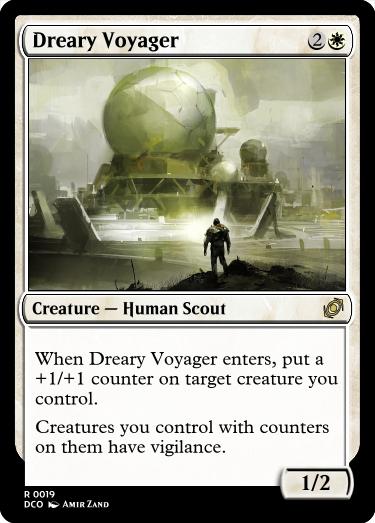 Dreary Voyager 2
Creature — Human Scout
When Dreary Voyager enters, put a
+1/+1 counter on target creature you
control.
Creatures you control with counters
on them have vigilance.
1/2
R 0019
DCO Amir Zand